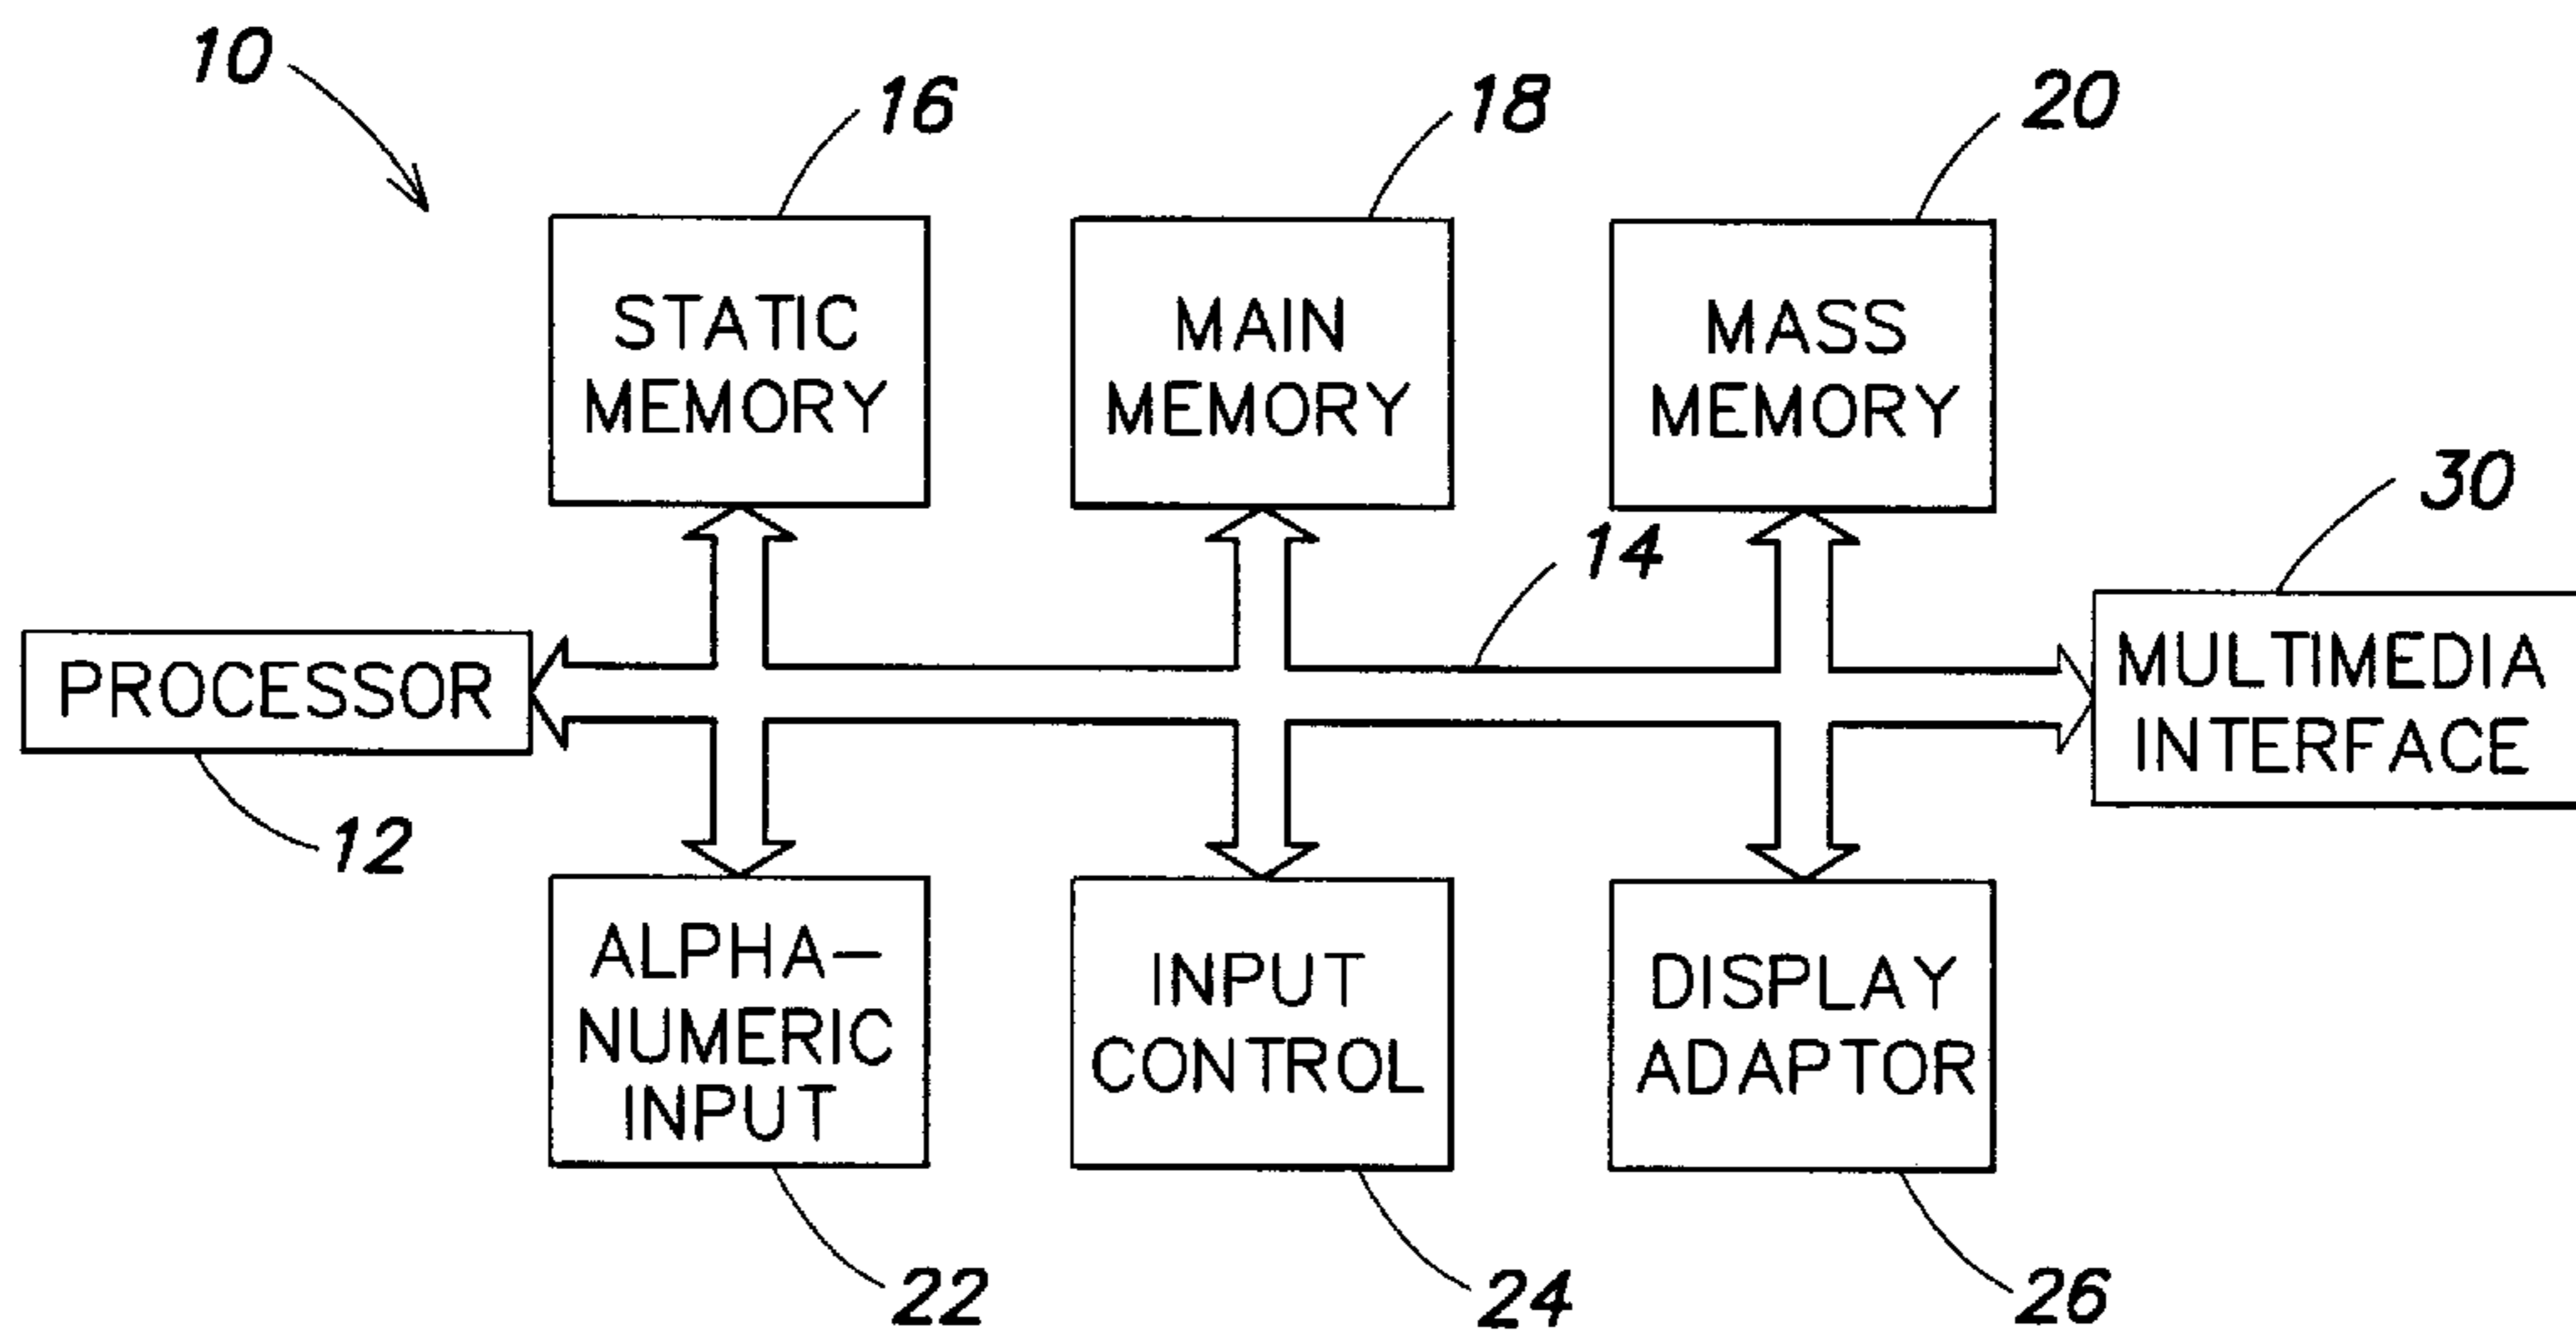 10
16
18
20
STATIC
MEMORY
MAIN
MEMORY
MASS
MEMORY
30
14
PROCESSOR
MULTIMEDIA
INTERFACE
12
ALPHA-
NUMERIC
INPUT
INPUT
CONTROL
DISPLAY
ADAPTOR
22
24
26